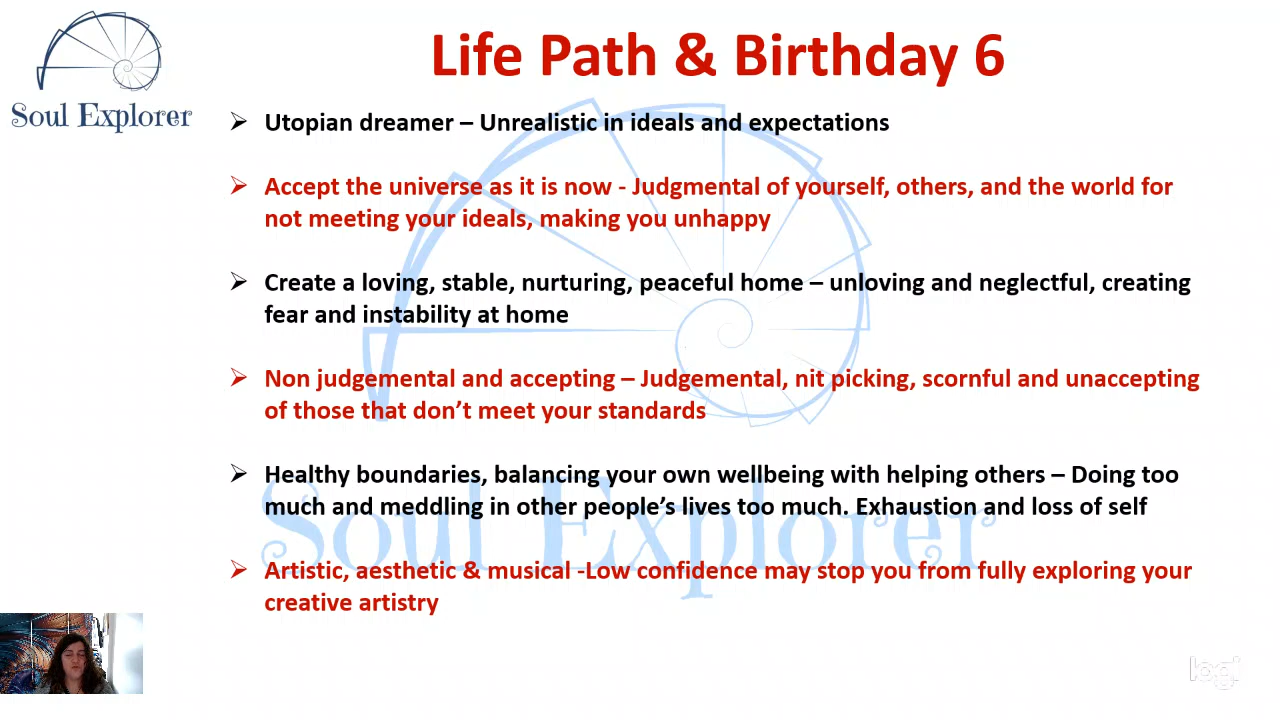 Life Path & Birthday 6
Soul Explorer
Utopian dreamer – Unrealistic in ideals and expectations
Accept the universe as it is now - Judgmental of yourself, others, and the world for
not meeting your ideals, making you unhappy
Create a loving, stable, nurturing, peaceful home – unloving and neglectful, creating
fear and instability at home
Non judgemental and accepting – Judgemental, nit picking, scornful and unaccepting
of those that don’t meet your standards
Healthy boundaries, balancing your own wellbeing with helping others – Doing too
much and meddling in other people’s lives too much. Exhaustion and loss of self
Soul Explorer
Artistic, aesthetic & musical -Low confidence may stop you from fully exploring your
creative artistry
logi